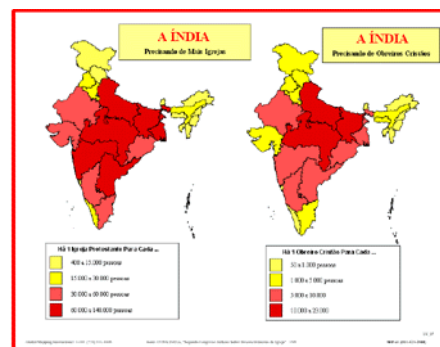 A ÍNDIA
Precisando de Mais Igrejas
A ÍNDIA
Precisando de Obreiros Cristãos
Há 1 Igreja Protestante Para Cada ...
400 a 15.000 pessoas
15.000 a 30.000 pessoas
30.000 a 60.000 pessoas
60.000 a 140.000 pessoas
Há 1 Obreiro Cristão Para Cada ...
50 a 1.000 pessoas
1.000 a 5.000 pessoas
5.000 a 10.000
10.000 a 25.000